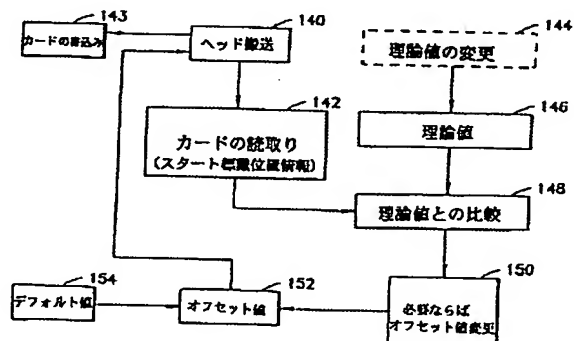 143
カードの書込み
140
ヘッド搬送
144
理論値の変更
142
カードの読取り
(スタート標識位置情報)
146
理論値
148
理論値との比較
154
デフォルト値
152
オフセット値
150
必要ならば
オフセット値変更